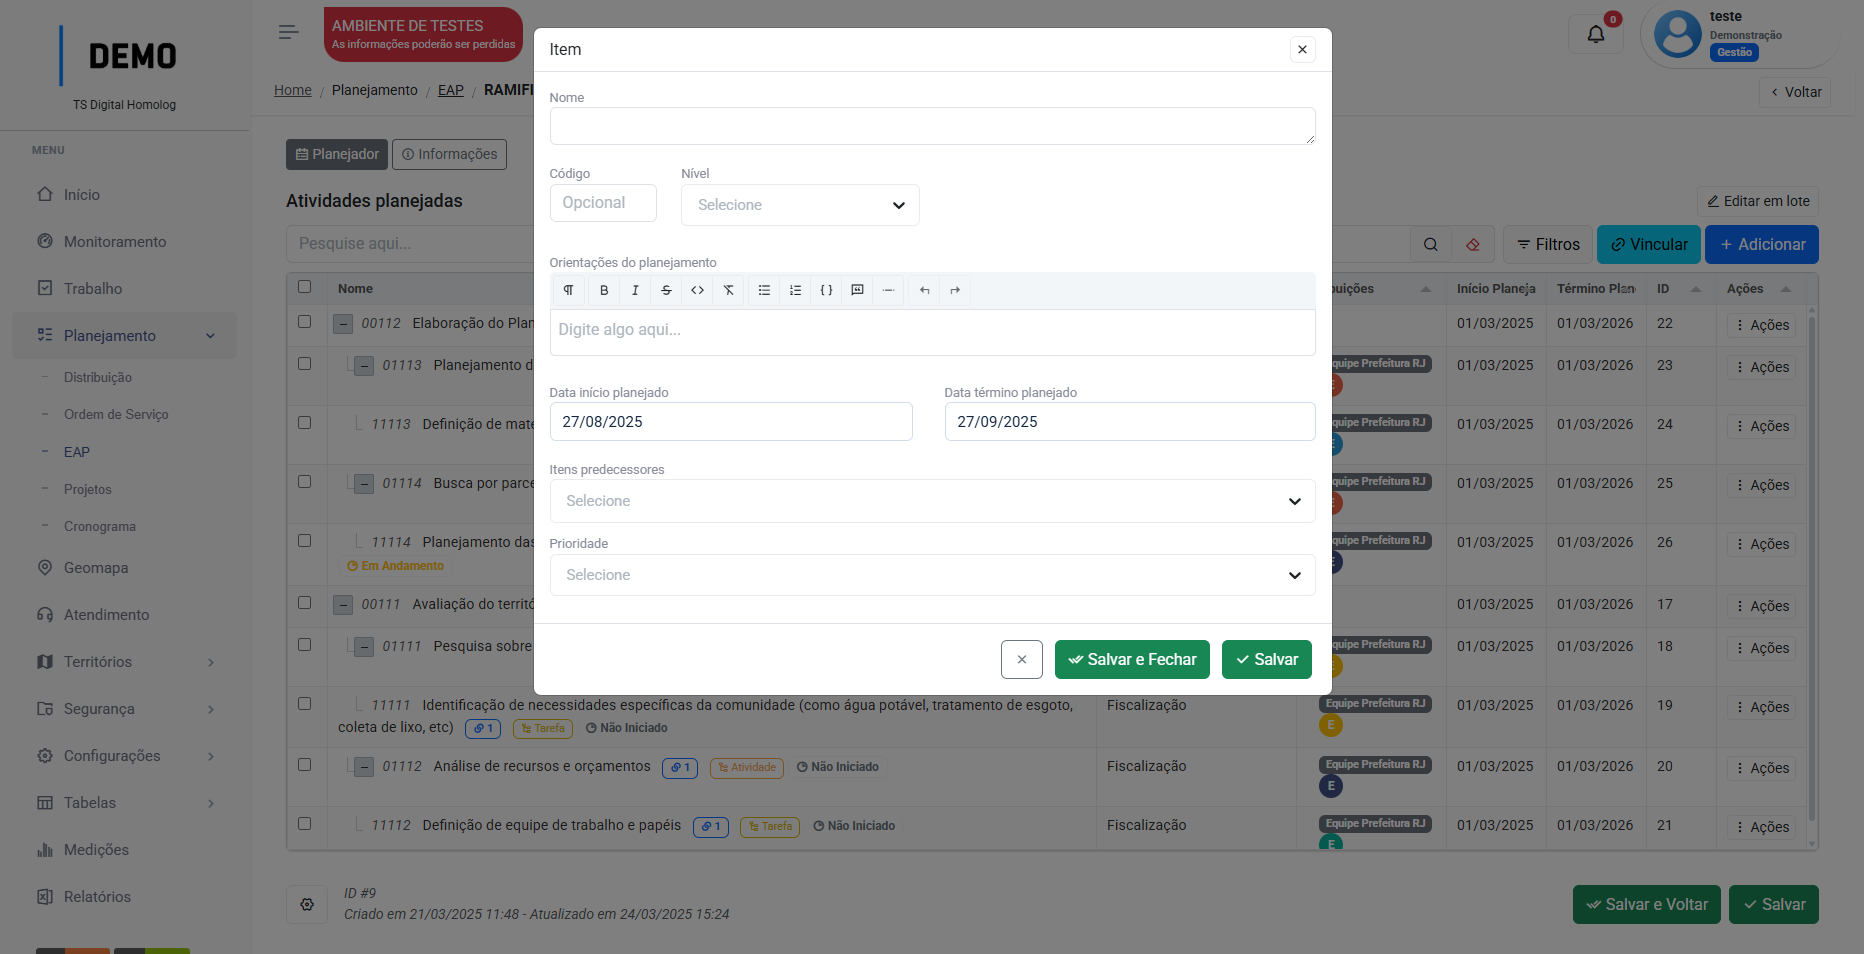 DEMO
TS Digital Homolog
MENU
Início
Monitoramento
Trabalho
Planejamento
Distribuição
Ordem de Serviço
EAP
Projetos
Cronograma
Geomapa
Atendimento
Territórios
Segurança
Configurações
Tabelas
Medições
Relatórios
AMBIENTE DE TESTES
As informações poderão ser perdidas
0
teste
Demonstração
Gestão
Home / Planejamento / EAP /
Voltar
Planejador
Informações
Atividades planejadas
Editar em lote
Pesquise aqui...
Filtros
Vincular
+ Adicionar
Nome
Início Planeja
ID
Ações
00112 Elaboração do
01/03/2025 01/03/2026 22 Ações
01113 Planejamento
Prefeitura RJ
01/03/2025 01/03/2026 23 Ações
11113 Definição de
Prefeitura RJ
01/03/2025 01/03/2026 24 Ações
01114 Busca por
Prefeitura RJ
01/03/2025 01/03/2026 25 Ações
11114 Planejamento das
Em Andamento
Prefeitura RJ
01/03/2025 01/03/2026 26 Ações
00111 Avaliação do
01/03/2025 01/03/2026 17 Ações
01111 Pesquisa sobre
Prefeitura RJ
01/03/2025 01/03/2026 18 Ações
11111 Identificação de necessidades específicas da comunidade (como água potável, tratamento de esgoto,
coleta de lixo, etc) 1 Tarefa Não Iniciado
Fiscalização
Equipe Prefeitura RJ
E
01/03/2025 01/03/2026 19 Ações
01112 Análise de recursos e orçamentos 1 Atividade Não Iniciado
Fiscalização
Equipe Prefeitura RJ
E
01/03/2025 01/03/2026 20 Ações
11112 Definição de equipe de trabalho e papéis 1 Tarefa Não Iniciado
Fiscalização
Equipe Prefeitura RJ
E
01/03/2025 01/03/2026 21 Ações
ID #9
Criado em 21/03/2025 11:48 - Atualizado em 24/03/2025 15:24
Salvar e Voltar
Salvar
Item
Nome
Código
Opcional
Nível
Selecione
Orientações do planejamento
Digite algo aqui...
Data início planejado
27/08/2025
Data término planejado
27/09/2025
Itens predecessores
Selecione
Prioridade
Selecione
Salvar e Fechar
Salvar